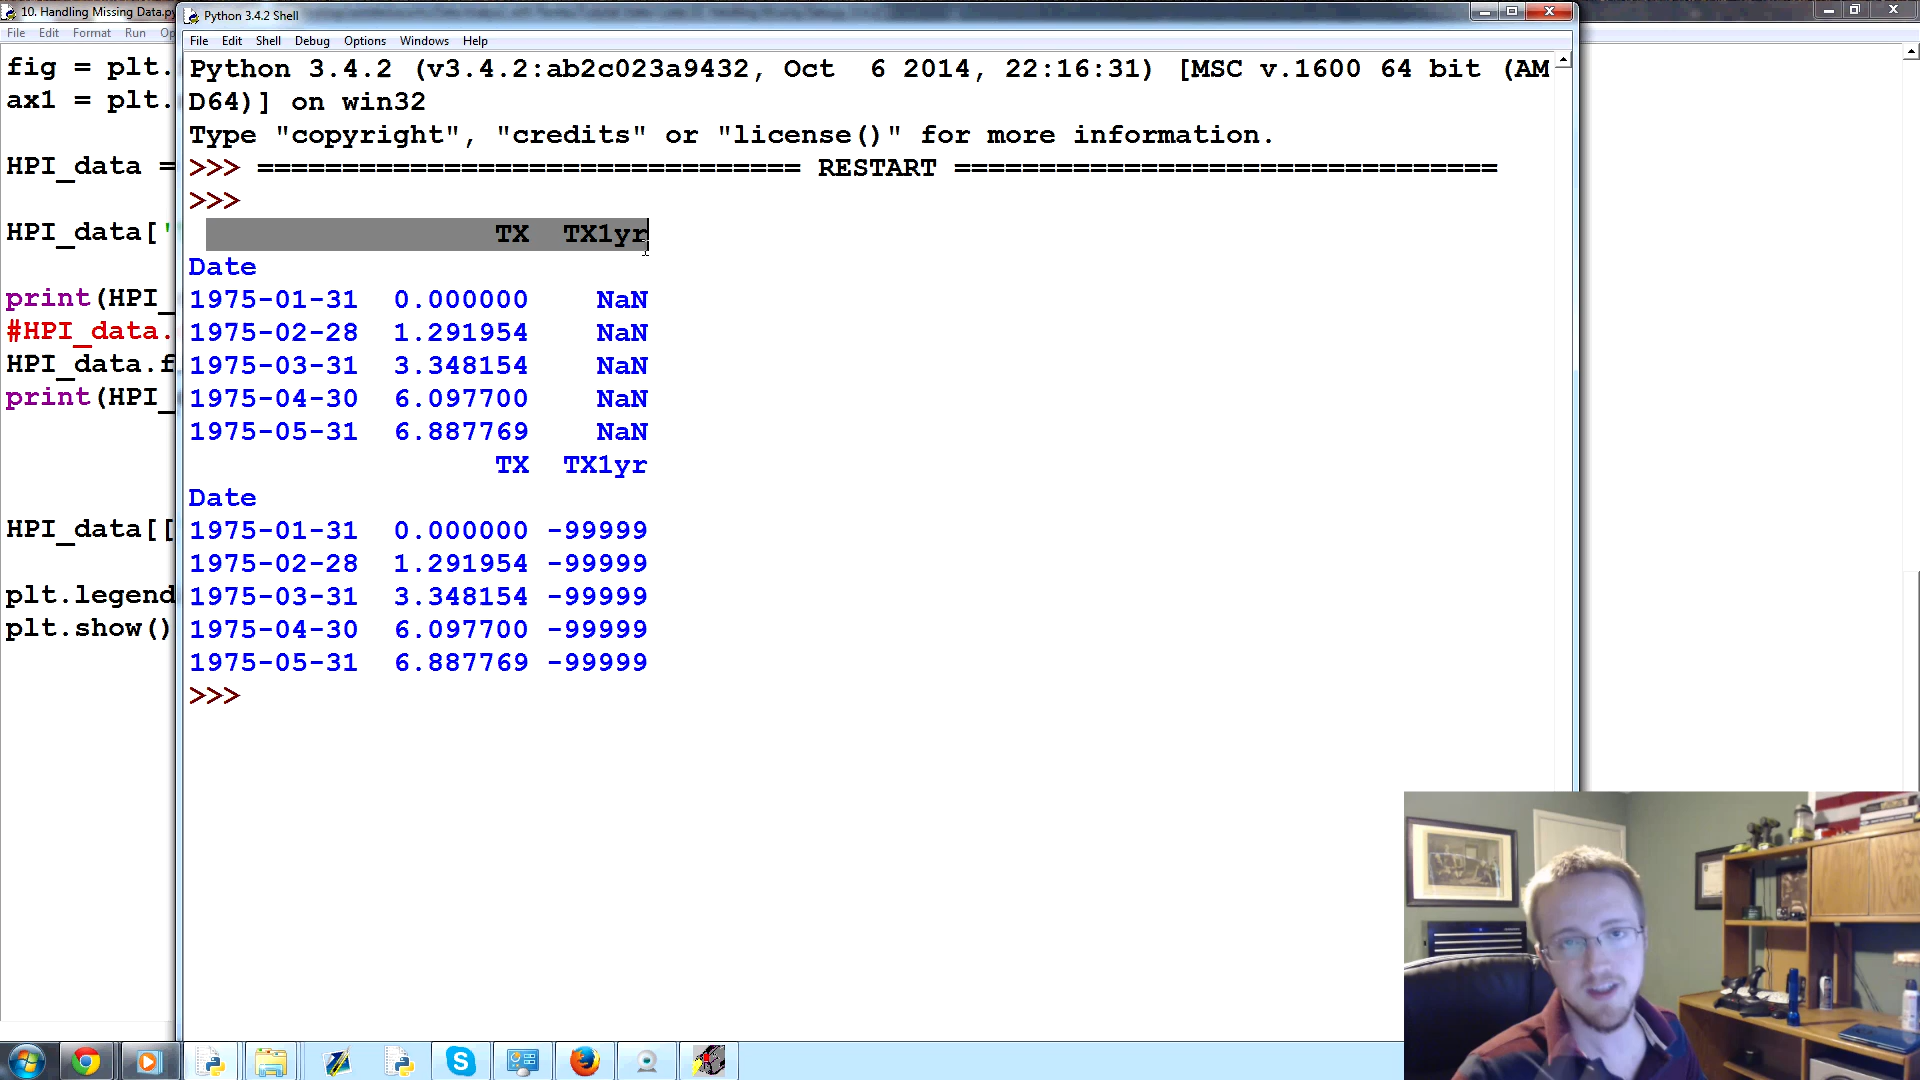 10. Handling Missing Data.py
File Edit Format Run Op
fig = plt.
ax1 = plt.
HPI_data =
HPI_data['
print(HPI_
#HPI_data.
HPI_data.f
print(HPI_
HPI_data[[
plt.legend
plt.show()
Python 3.4.2 Shell
File Edit Shell Debug Options Windows Help
Python 3.4.2 (v3.4.2:ab2c023a9432, Oct  6 2014, 22:16:31) [MSC v.1600 64 bit (AM
D64)] on win32
Type "copyright", "credits" or "license()" for more information.
>>> ================================ RESTART ================================
>>>
TX  TX1yr
Date
1975-01-31  0.000000    NaN
1975-02-28  1.291954    NaN
1975-03-31  3.348154    NaN
1975-04-30  6.097700    NaN
1975-05-31  6.887769    NaN
TX  TX1yr
Date
1975-01-31  0.000000 -99999
1975-02-28  1.291954 -99999
1975-03-31  3.348154 -99999
1975-04-30  6.097700 -99999
1975-05-31  6.887769 -99999
>>>